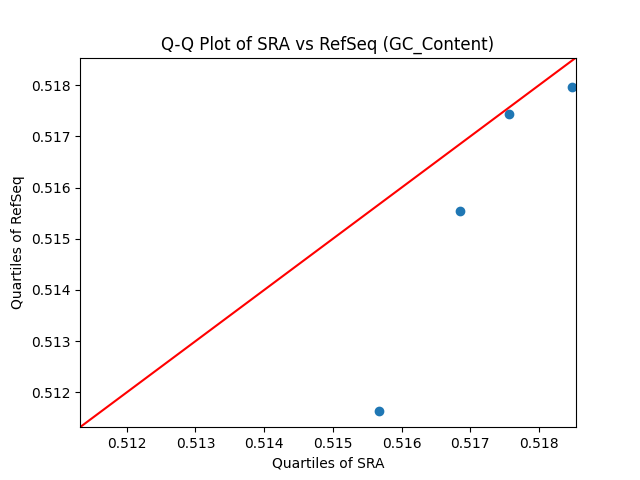 Q-Q Plot of SRA vs RefSeq (GC_Content)
0.518
0.517
0.516
0.515
0.514
0.513
0.512
Quartiles of RefSeq
0.512 0.513 0.514 0.515 0.516 0.517 0.518
Quartiles of SRA